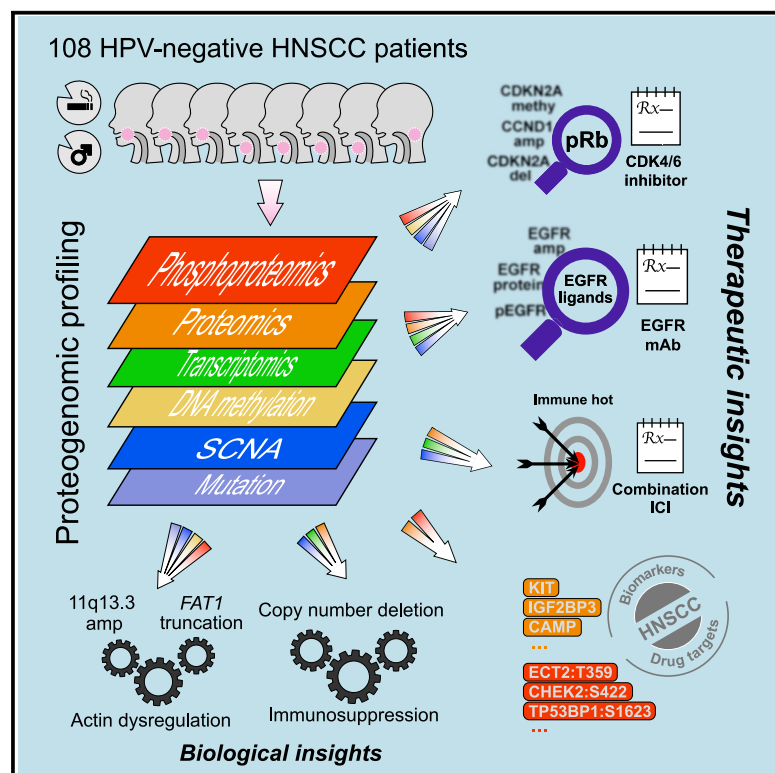 108 HPV-negative HNSCC patients
Proteogenomic profiling
Phosphoproteomics
Proteomics
Transcriptomics
DNA methylation
SCNA
Mutation
CDKN2A
methy
CCND1
amp
CDKN2A
del
pRb
Rx
CDK4/6
inhibitor
EGFR
amp
EGFR
protein
pEGFR
EGFR
ligands
Rx
EGFR
mAb
Immune hot
Rx
Combination
ICI
Therapeutic insights
11q13.3
amp
FAT1
truncation
Actin dysregulation
Copy number deletion
Immunosuppression
Biological insights
KIT
IGF2BP3
CAMP
...
ECT2:T359
CHEK2:S422
TP53BP1:S1623
...
Biomarkers
HNSCC
Drug targets